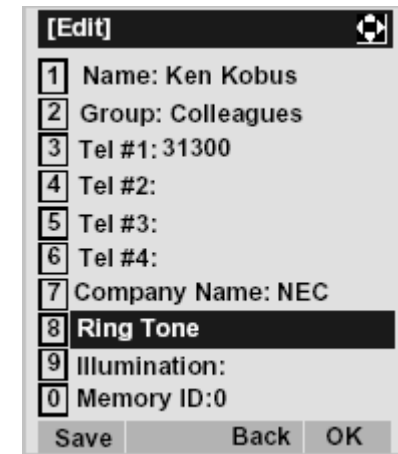 [Edit]
1 Name: Ken Kobus
2 Group: Colleagues
3 Tel #1: 31300
4 Tel #2:
5 Tel #3:
6 Tel #4:
7 Company Name: NEC
8 Ring Tone
9 Illumination:
0 Memory ID:0
Save Back OK